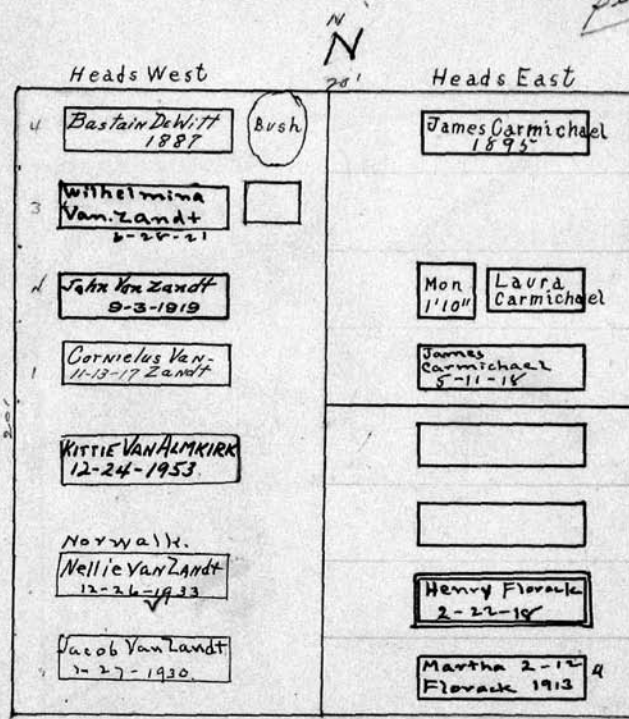 N
N
20'
Heads West
Heads East
4
Bastain DeWitt
1887
Bush
3
Wilhelmina
Van. Zandt
6-28-21
John Von Zandt
9-3-1919
1
Cornielus Van-
11-13-17 Zandt
20'
KITTIE VAN ALMKIRK
12-24-1953.
Norwalk.
Nellie Van Zandt
12-26-1933
Jacob Van Zandt
1-27-1930.
James Carmichael
1895
Mon
1'10"
Laura
Carmichael
James
Carmichael
5-11-18
Henry Florack
2-22-18
Martha 2-12
Florack 1913